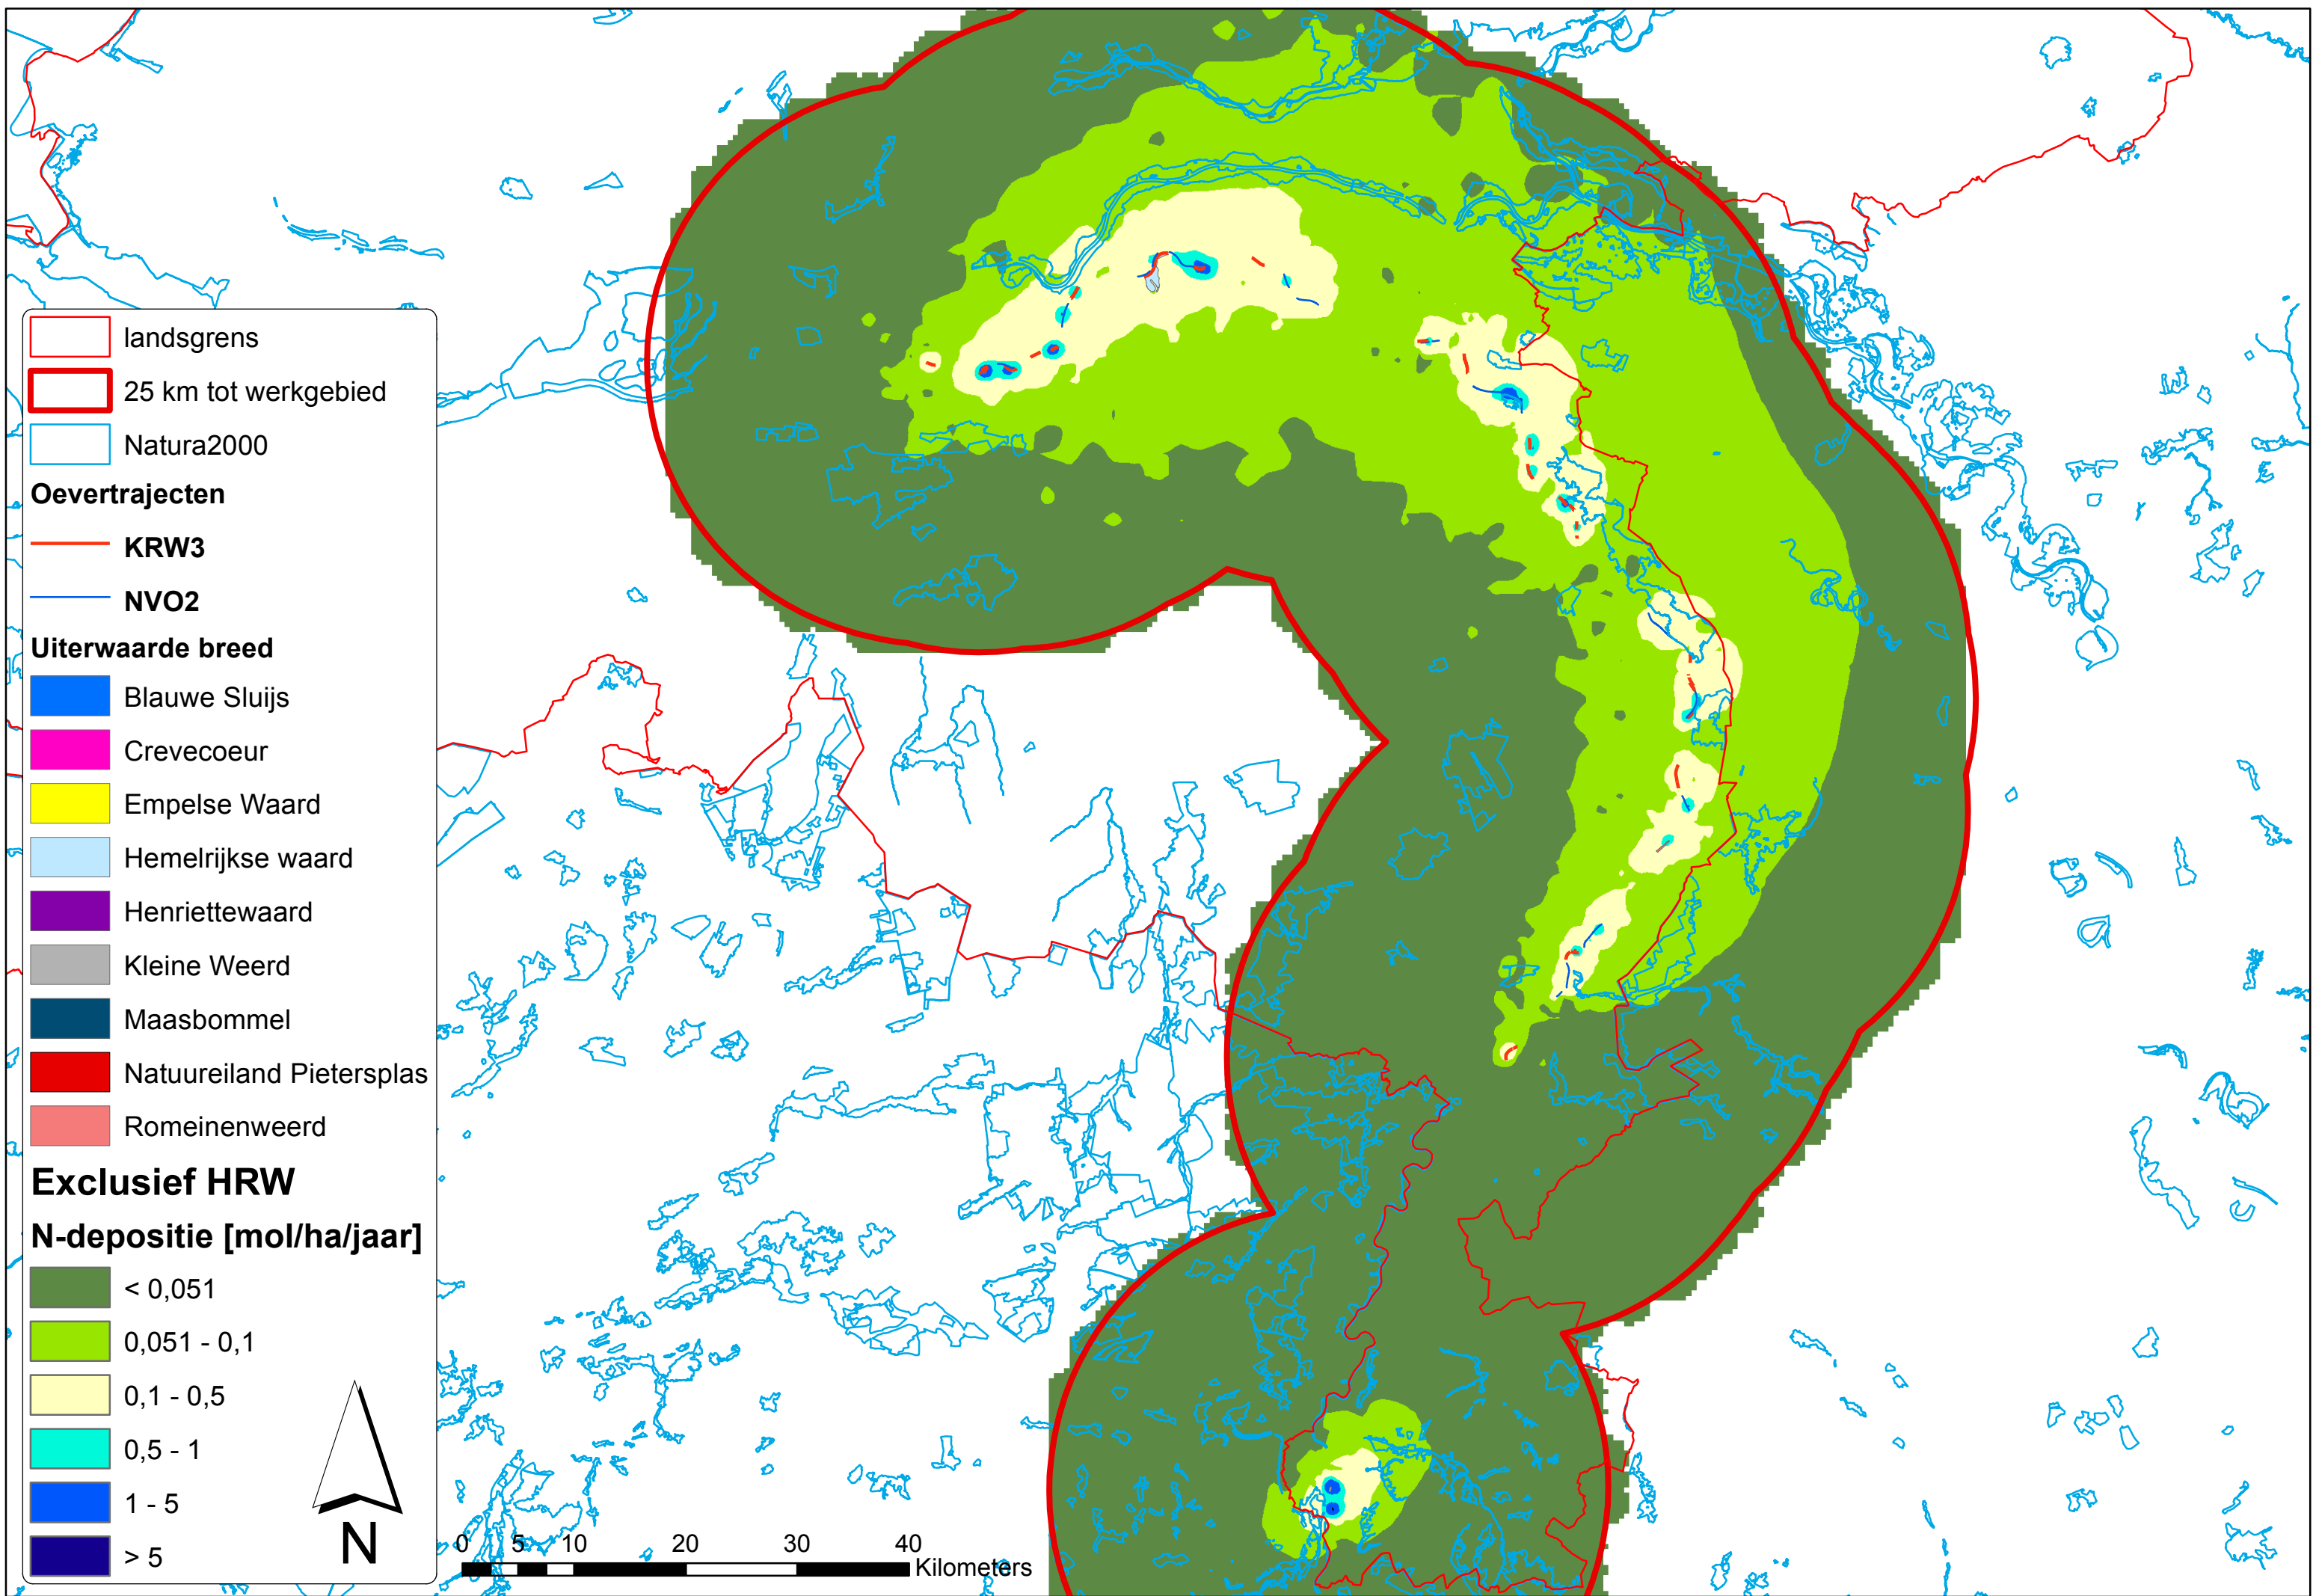 landsgrens
25 km tot werkgebied
Natura2000
Oevertrajecten
KRW3
NVO2
Uiterwaarde breed
Blauwe Sluijs
Crevecoeur
Empelse Waard
Hemelrijkse waard
Henriettewaard
Kleine Weerd
Maasbommel
Natuureiland Pietersplas
Romeinenweerd
Exclusief HRW
N-depositie [mol/ha/jaar]
< 0,051
0,051 - 0,1
0,1 - 0,5
0,5 - 1
1 - 5
> 5
N
0 5 10 20 30 40
Kilometers